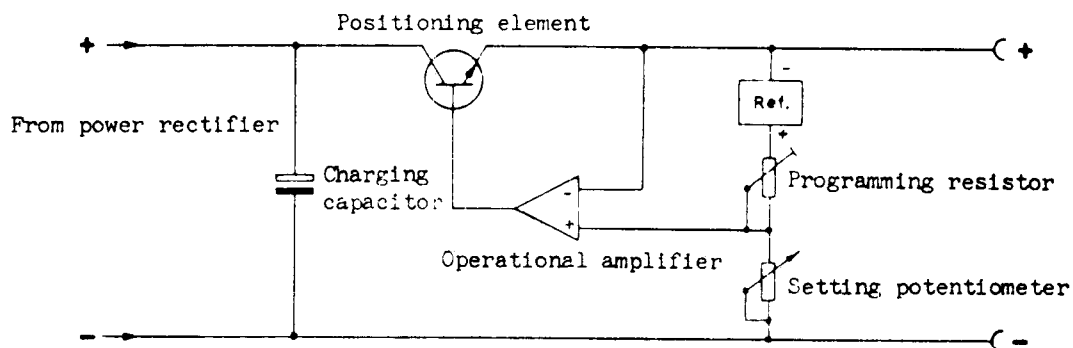 Positioning element
+
+
-
Ref.
+
From power rectifier
Charging
capacitor
-
+
Programming resistor
Operational amplifier
Setting potentiometer
-
-